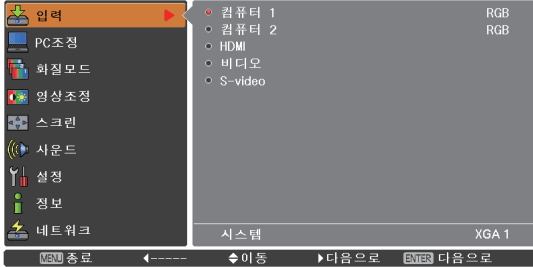 입력
PC조정
화질모드
영상조정
스크린
사운드
설정
정보
네트워크
컴퓨터 1 RGB
컴퓨터 2 RGB
HDMI
비디오
S-video
시스템 XGA 1
MENU 종료 ----- 이동 다음으로 ENTER 다음으로